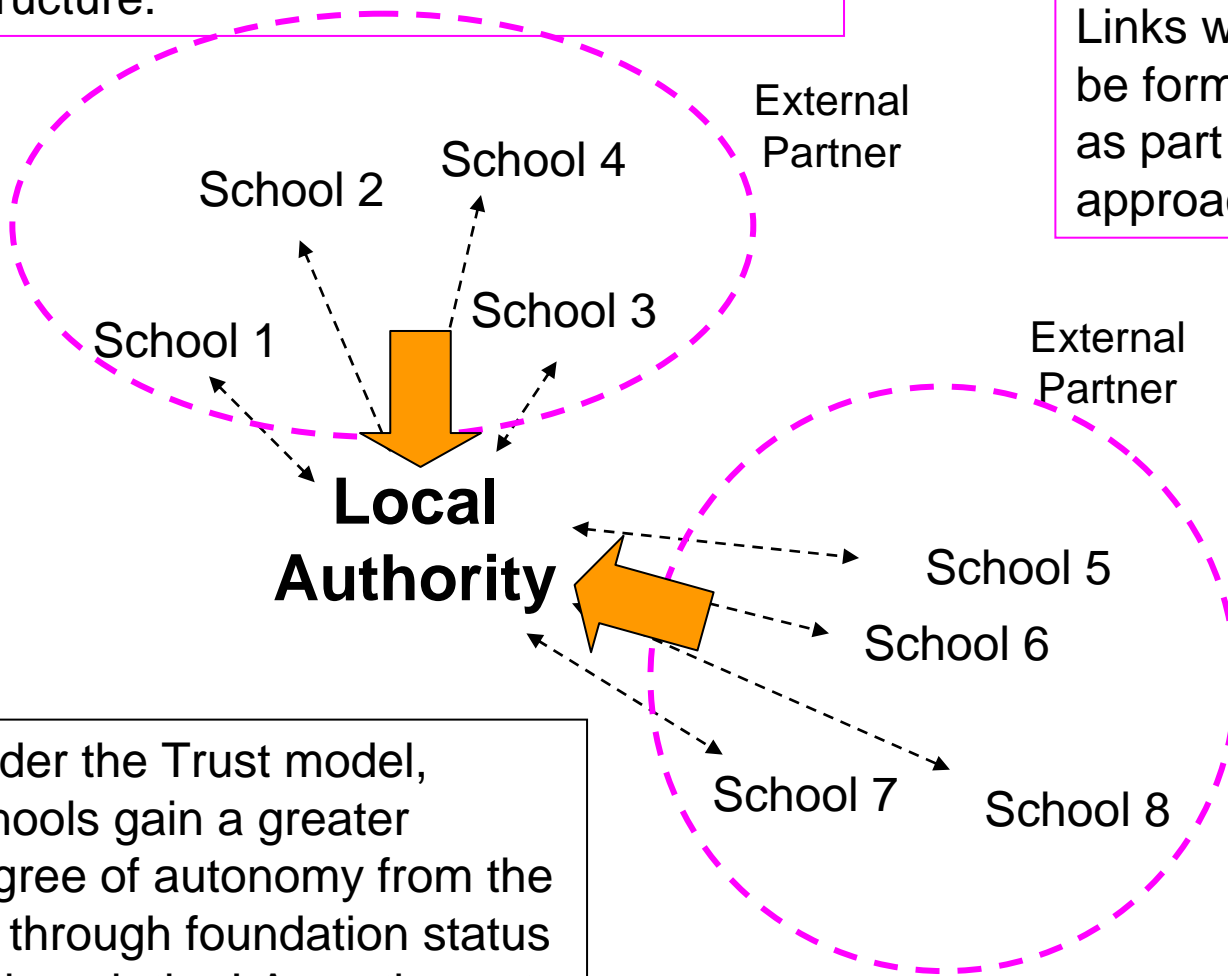 ructure.
Links w
be form
as part
approac
External
Partner
School 4
School 2
School 3
School 1
External
Partner
Local
Authority
School 5
School 6
School 7
School 8
der the Trust model,
hools gain a greater
gree of autonomy from the
through foundation status